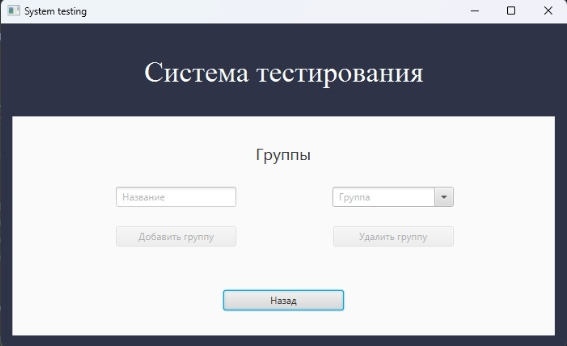 System testing
Система тестирования
Группы
Название
Группа
Добавить группу
Удалить группу
Назад